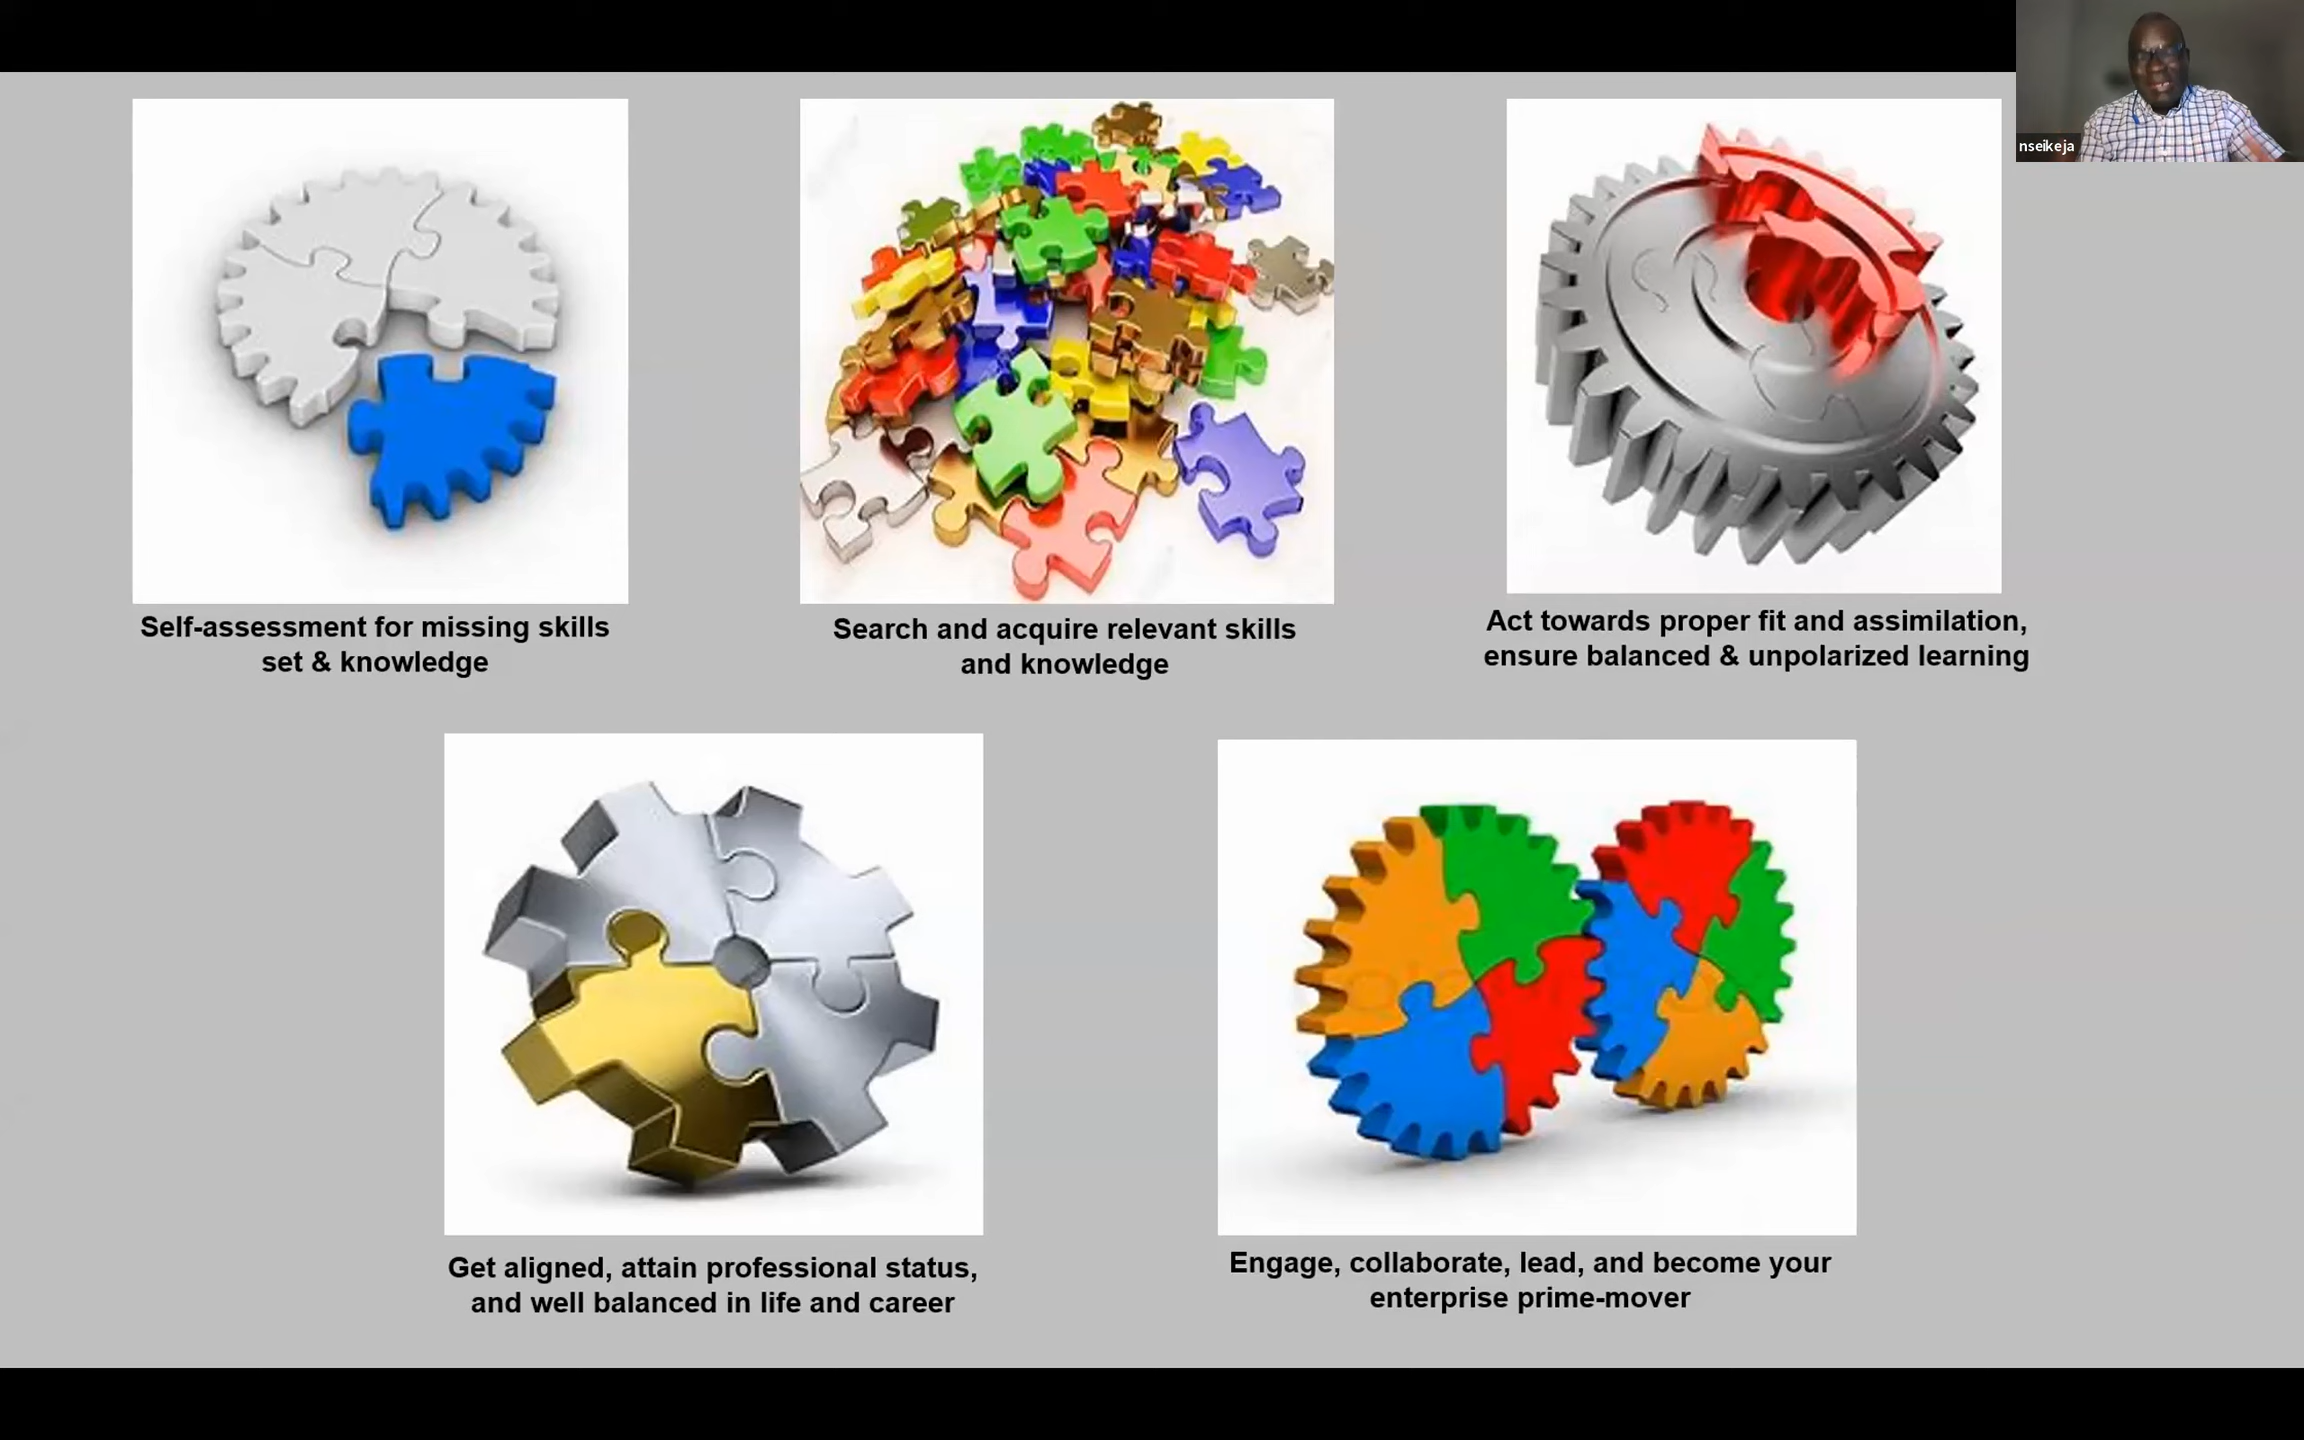 nseikeja
Self-assessment for missing skills
set & knowledge
Search and acquire relevant skills
and knowledge
Act towards proper fit and assimilation,
ensure balanced & unpolarized learning
Get aligned, attain professional status,
and well balanced in life and career
Engage, collaborate, lead, and become your
enterprise prime-mover